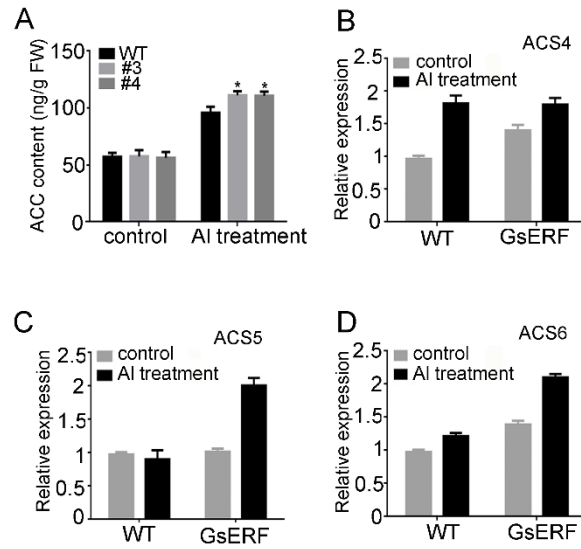 A
ACC content (ng/g FW)
150
100
50
0
WT
#3
#4
*
*
control
Al treatment
B
ACS4
Relative expression
2.5
2
1.5
1
0.5
0
control
Al treatment
WT
GsERF
C
ACS5
Relative expression
2.5
2
1.5
1
0.5
0
control
Al treatment
WT
GsERF
D
ACS6
Relative expression
2.5
2
1.5
1
0.5
0
control
Al treatment
WT
GsERF